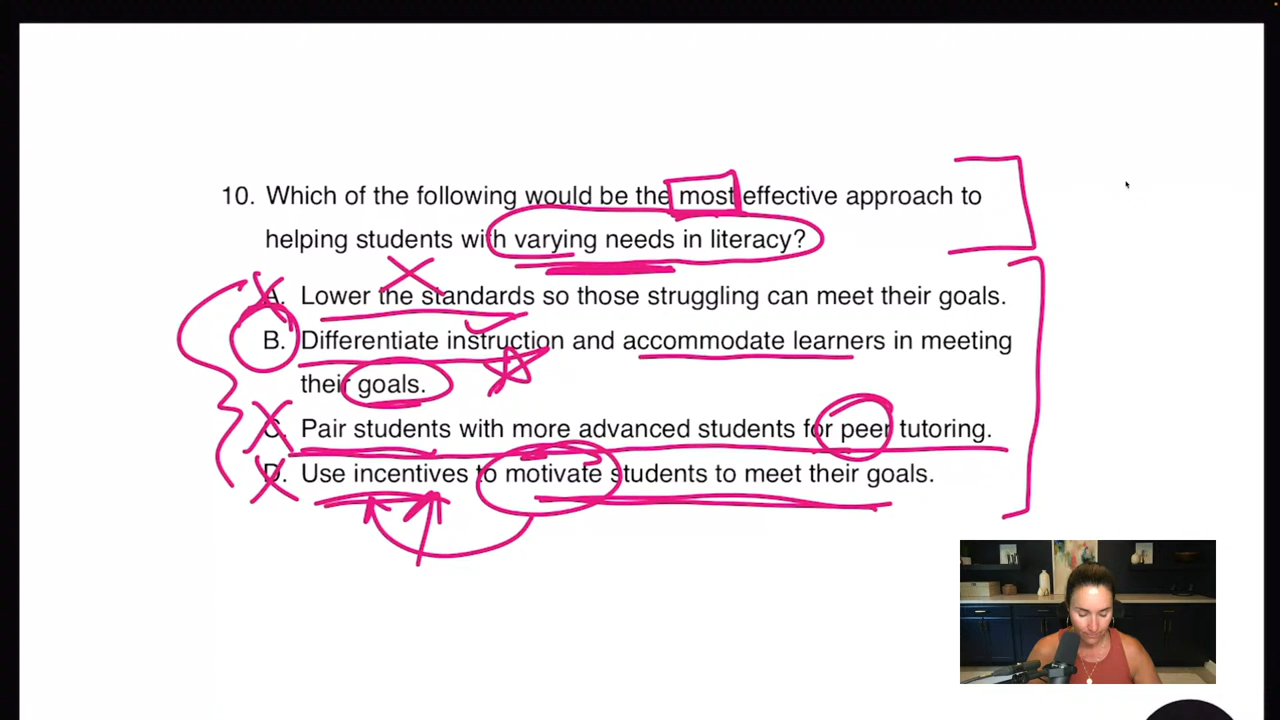 10. Which of the following would be the most effective approach to
helping students with varying needs in literacy?
A. Lower the standards so those struggling can meet their goals.
B. Differentiate instruction and accommodate learners in meeting
their goals.
C. Pair students with more advanced students for peer tutoring.
D. Use incentives to motivate students to meet their goals.